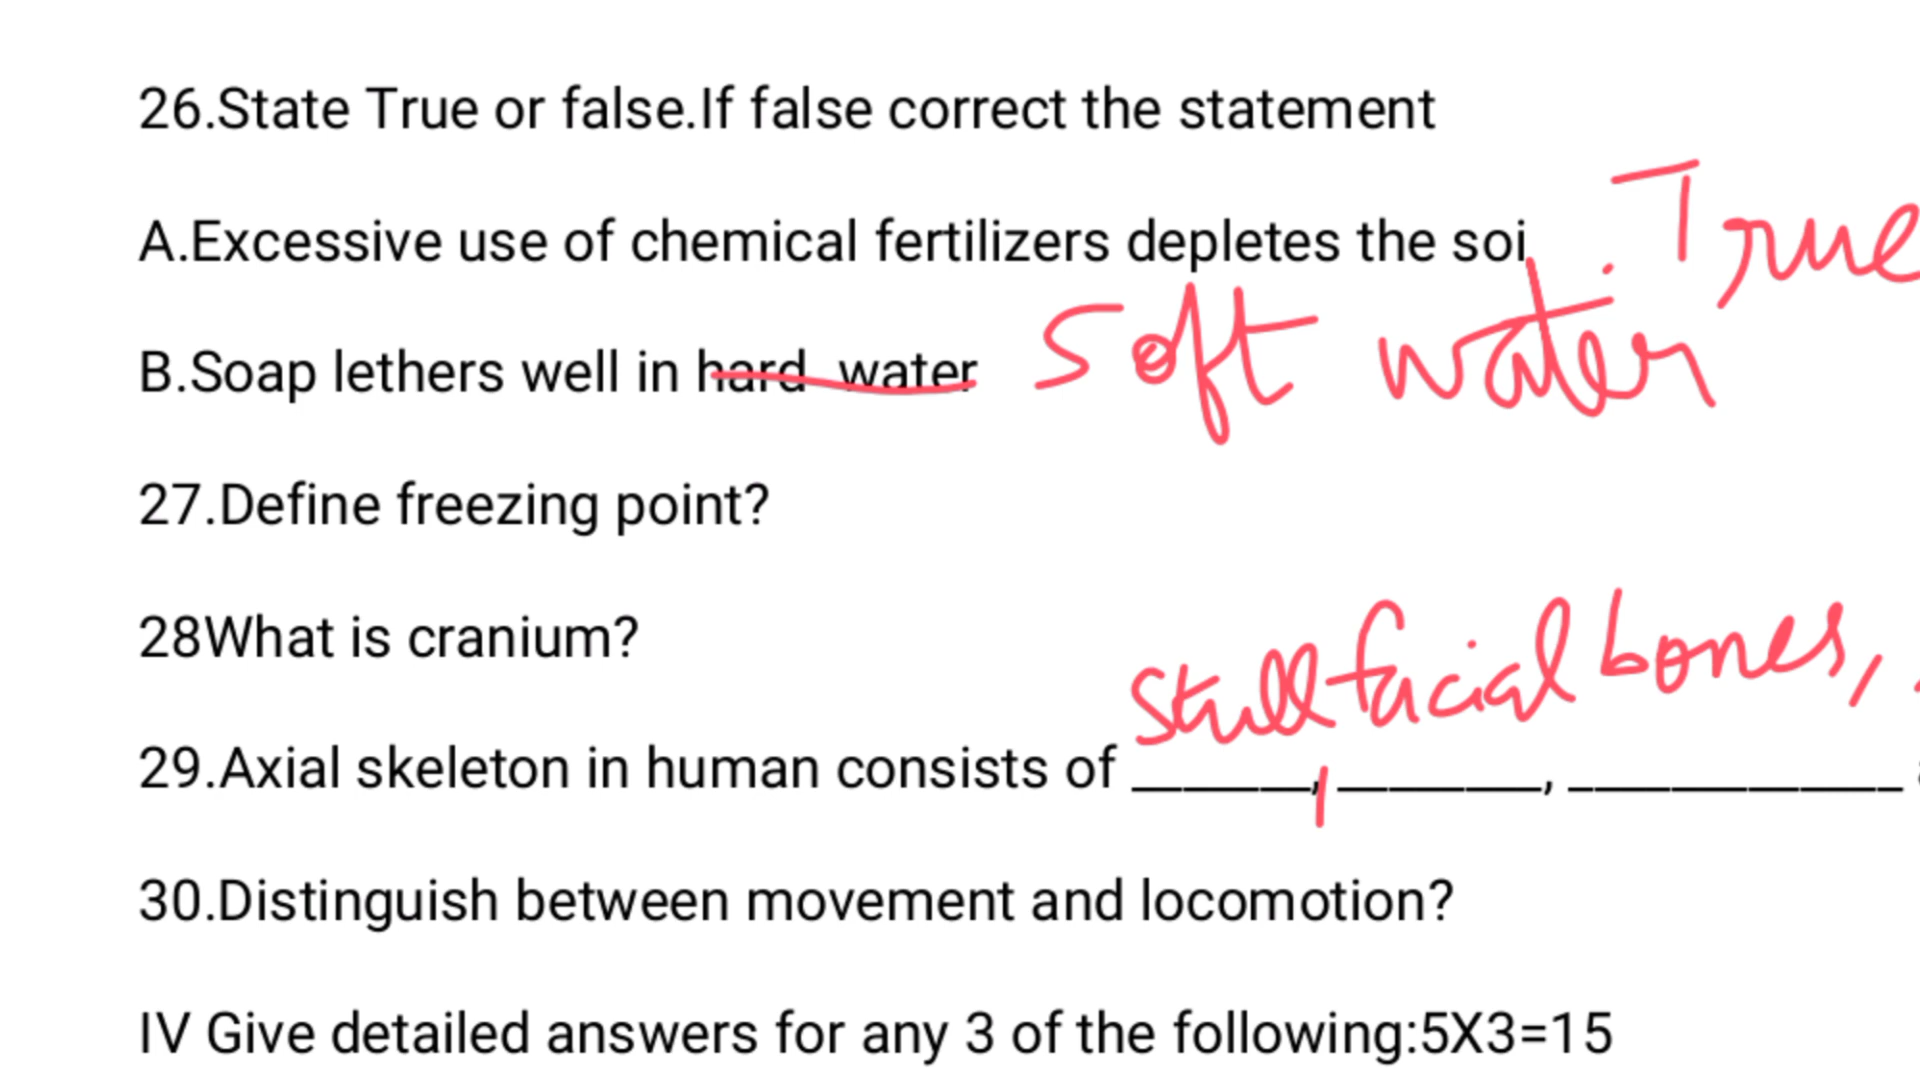 26.State True or false.If false correct the statement
A.Excessive use of chemical fertilizers depletes the soi True
B.Soap lethers well in hard water soft water
27.Define freezing point?
28What is cranium?
skull facial bones,
29.Axial skeleton in human consists of ______, ______, __________
30.Distinguish between movement and locomotion?
IV Give detailed answers for any 3 of the following:5X3=15